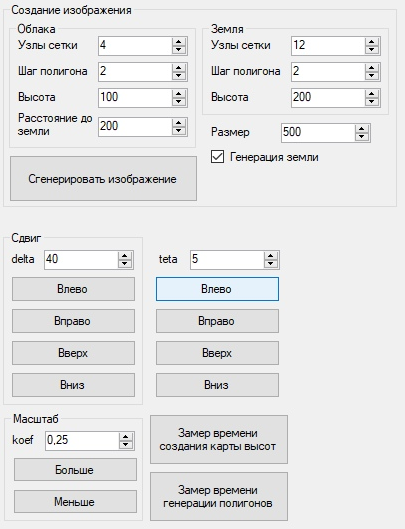 Создание изображения
Облака
Узлы сетки 4
Шаг полигона 2
Высота 100
Расстояние до
земли 200
Земля
Узлы сетки 12
Шаг полигона 2
Высота 200
Размер 500
Генерация земли
Сгенерировать изображение
Сдвиг
delta 40
Влево
Вправо
Вверх
Вниз
teta 5
Влево
Вправо
Вверх
Вниз
Масштаб
koef 0,25
Больше
Меньше
Замер времени
создания карты высот
Замер времени
генерации полигонов